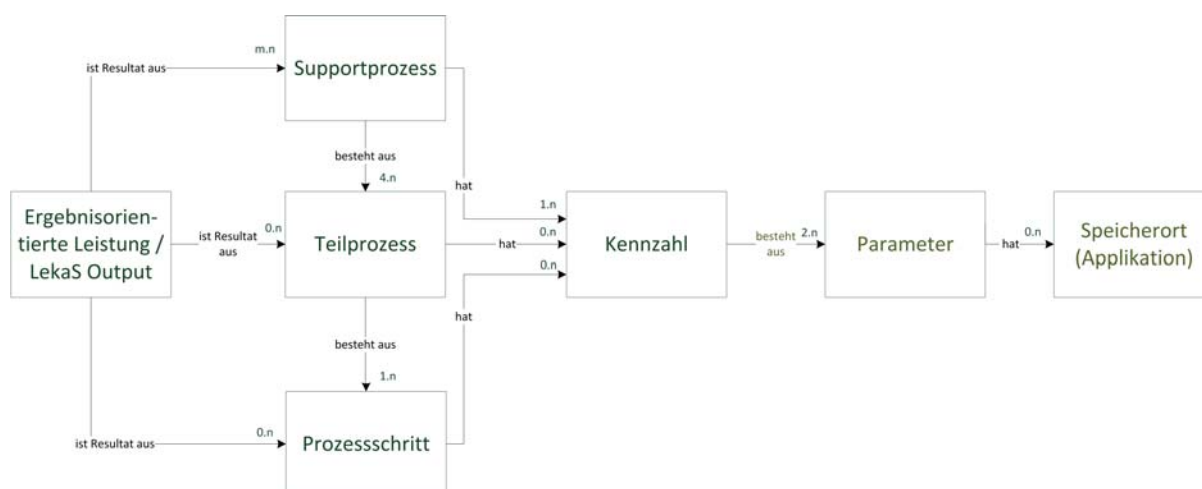 m.n
ist Resultat aus
Supportprozess
besteht aus
4.n
hat
Ergebnisorien-
tierte Leistung /
LekaS Output
ist Resultat
aus
0.n
Teilprozess
hat
1.n
0.n
0.n
Kennzahl
besteht
aus
2.n
Parameter
hat
0.n
Speicherort
(Applikation)
hat
besteht aus
1.n
ist Resultat aus
0.n
Prozessschritt